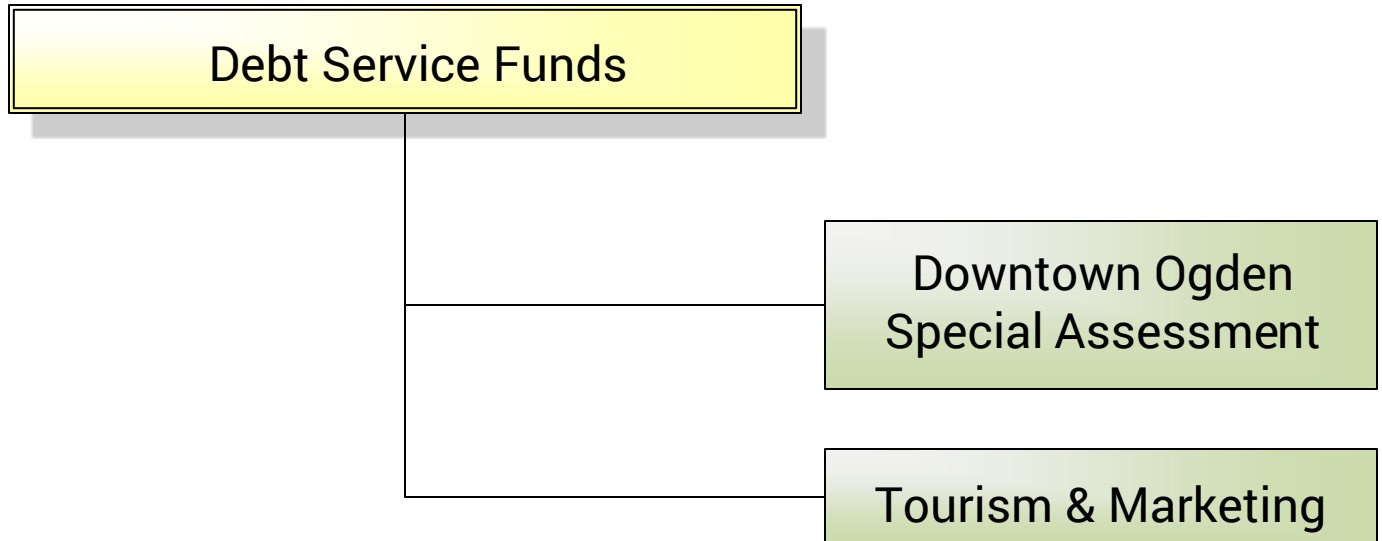 Debt Service Funds
Downtown Ogden
Special Assessment
Tourism & Marketing